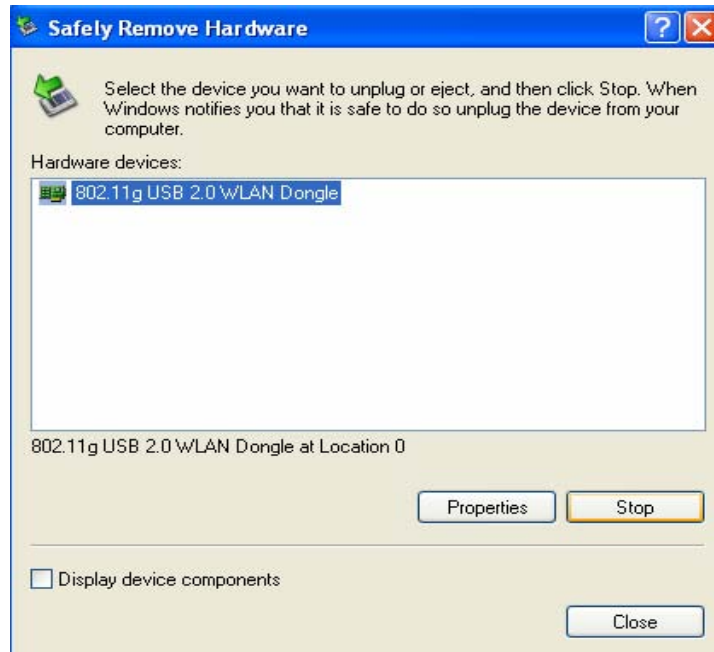 Safely Remove Hardware
Select the device you want to unplug or eject, and then click Stop. When
Windows notifies you that it is safe to do so unplug the device from your
computer.
Hardware devices:
802.11g USB 2.0 WLAN Dongle
802.11g USB 2.0 WLAN Dongle at Location 0
Properties Stop
Display device components
Close